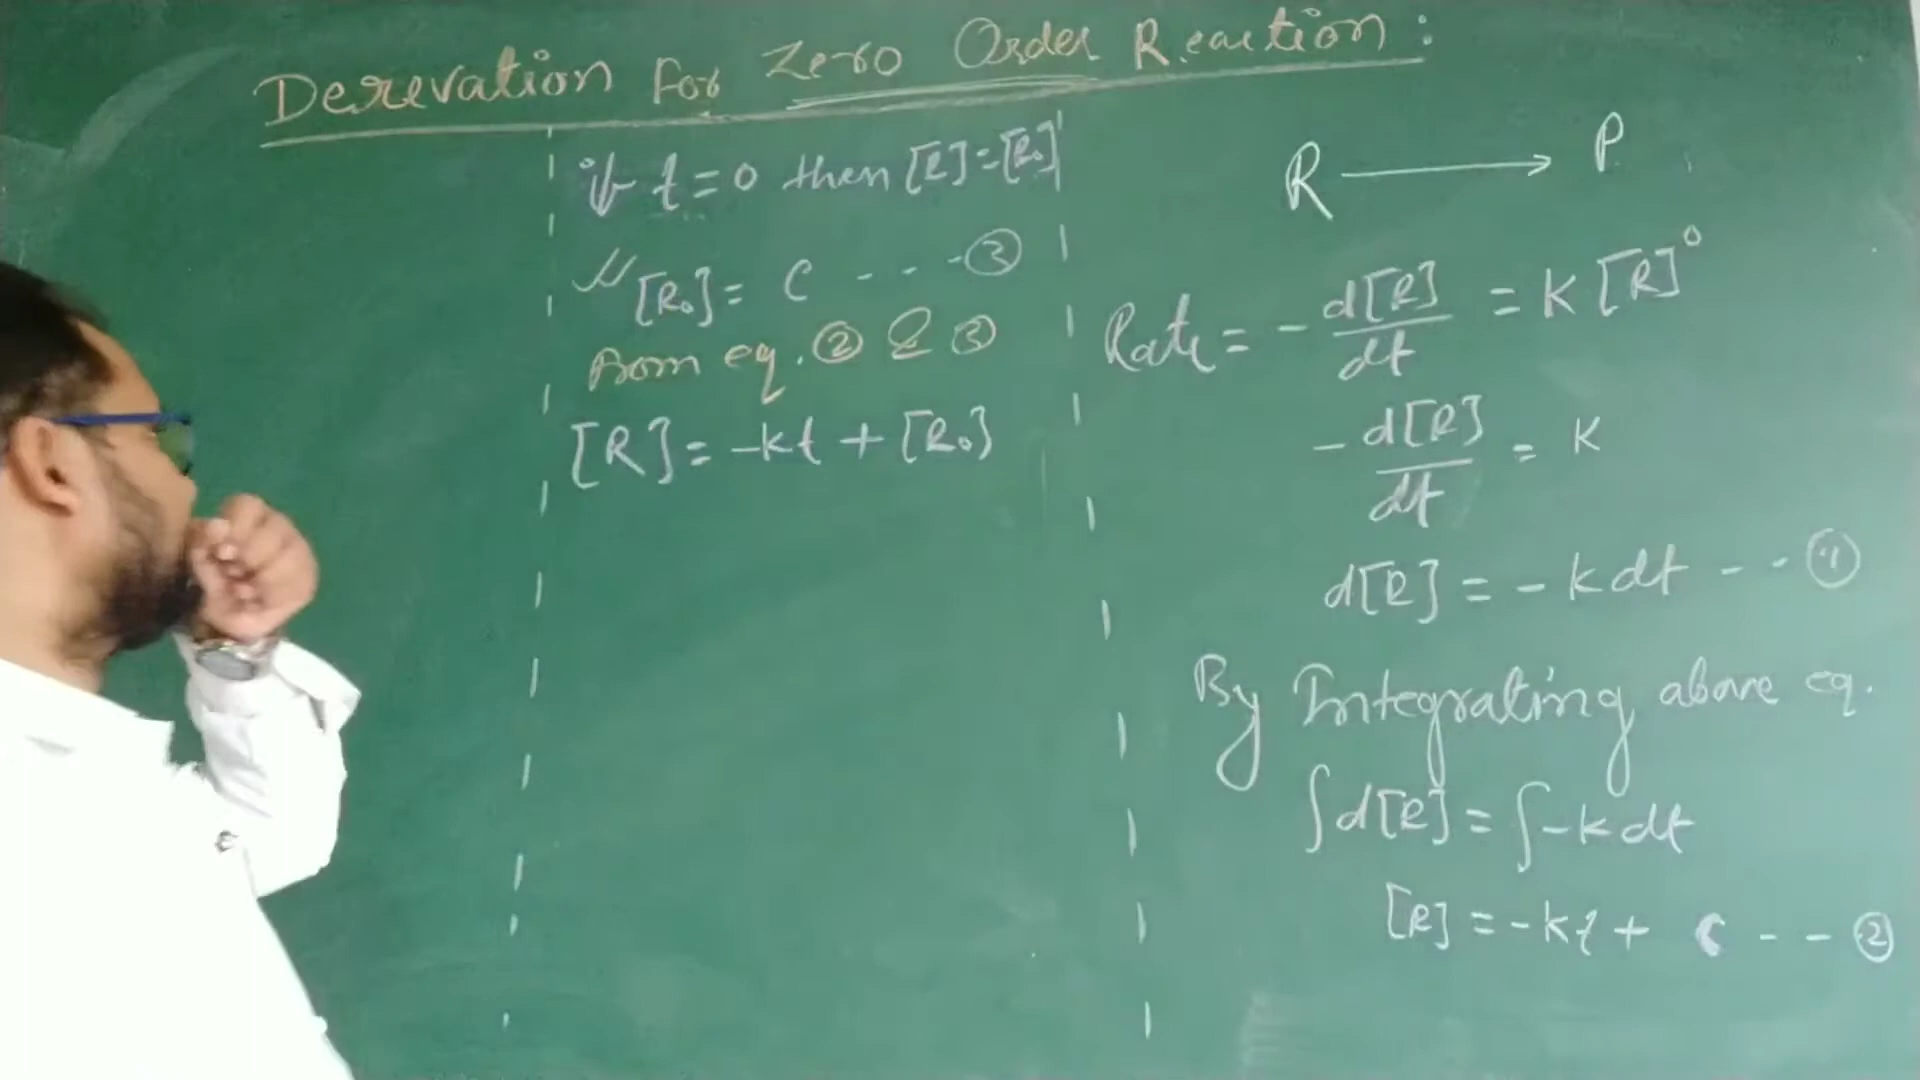 Derevation For Zero Order Reaction:
R ⟶ P
Rate = - d[R]/dt = K [R]⁰
- d[R]/dt = K
d[R] = - k dt - - ①
By Integrating above eq.
∫d[R] = ∫-k dt
[R] = -kt + c - - ②
if t = 0 then [R] = [R₀]
[R₀] = C - - - ③
from eq. ② & ③
[R] = -kt + [R₀]